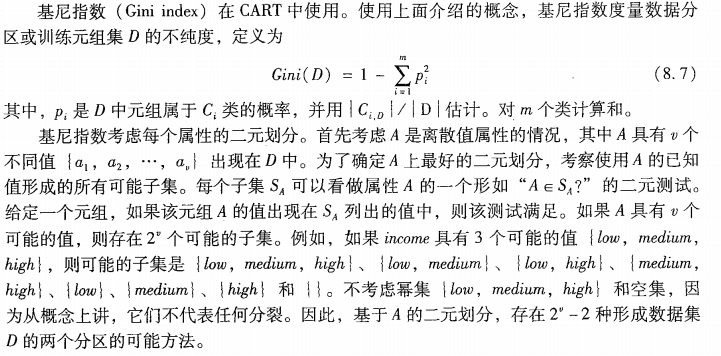 基尼指数（Gini index）在 CART 中使用。使用上面介绍的概念，基尼指数度量数据分
区或训练元组集 D 的不纯度，定义为
Gini(D) = 1 - \sum_{i=1}^{m} p_i^2 (8.7)
其中，p_i 是 D 中元组属于 C_i 类的概率，并用 |C_{i,D}|/|D| 估计。对 m 个类计算和。
基尼指数考虑每个属性的二元划分。首先考虑 A 是离散值属性的情况，其中 A 具有 v 个
不同值 {a_1，a_2，…，a_v} 出现在 D 中。为了确定 A 上最好的二元划分，考察使用 A 的已知
值形成的所有可能子集。每个子集 S_A 可以看做属性 A 的一个形如“A∈S_A?”的二元测试。
给定一个元组，如果该元组 A 的值出现在 S_A 列出的值中，则该测试满足。如果 A 具有 v 个
可能的值，则存在 2^v 个可能的子集。例如，如果 income 具有 3 个可能的值 {low，medium，
high}，则可能的子集是 {low，medium，high}、{low，medium}、{low，high}、{medium，
high}、{low}、{medium}、{high} 和 {}。不考虑幂集 {low，medium，high} 和空集，因
为从概念上讲，它们不代表任何分裂。因此，基于 A 的二元划分，存在 2^v - 2 种形成数据集
D 的两个分区的可能方法。